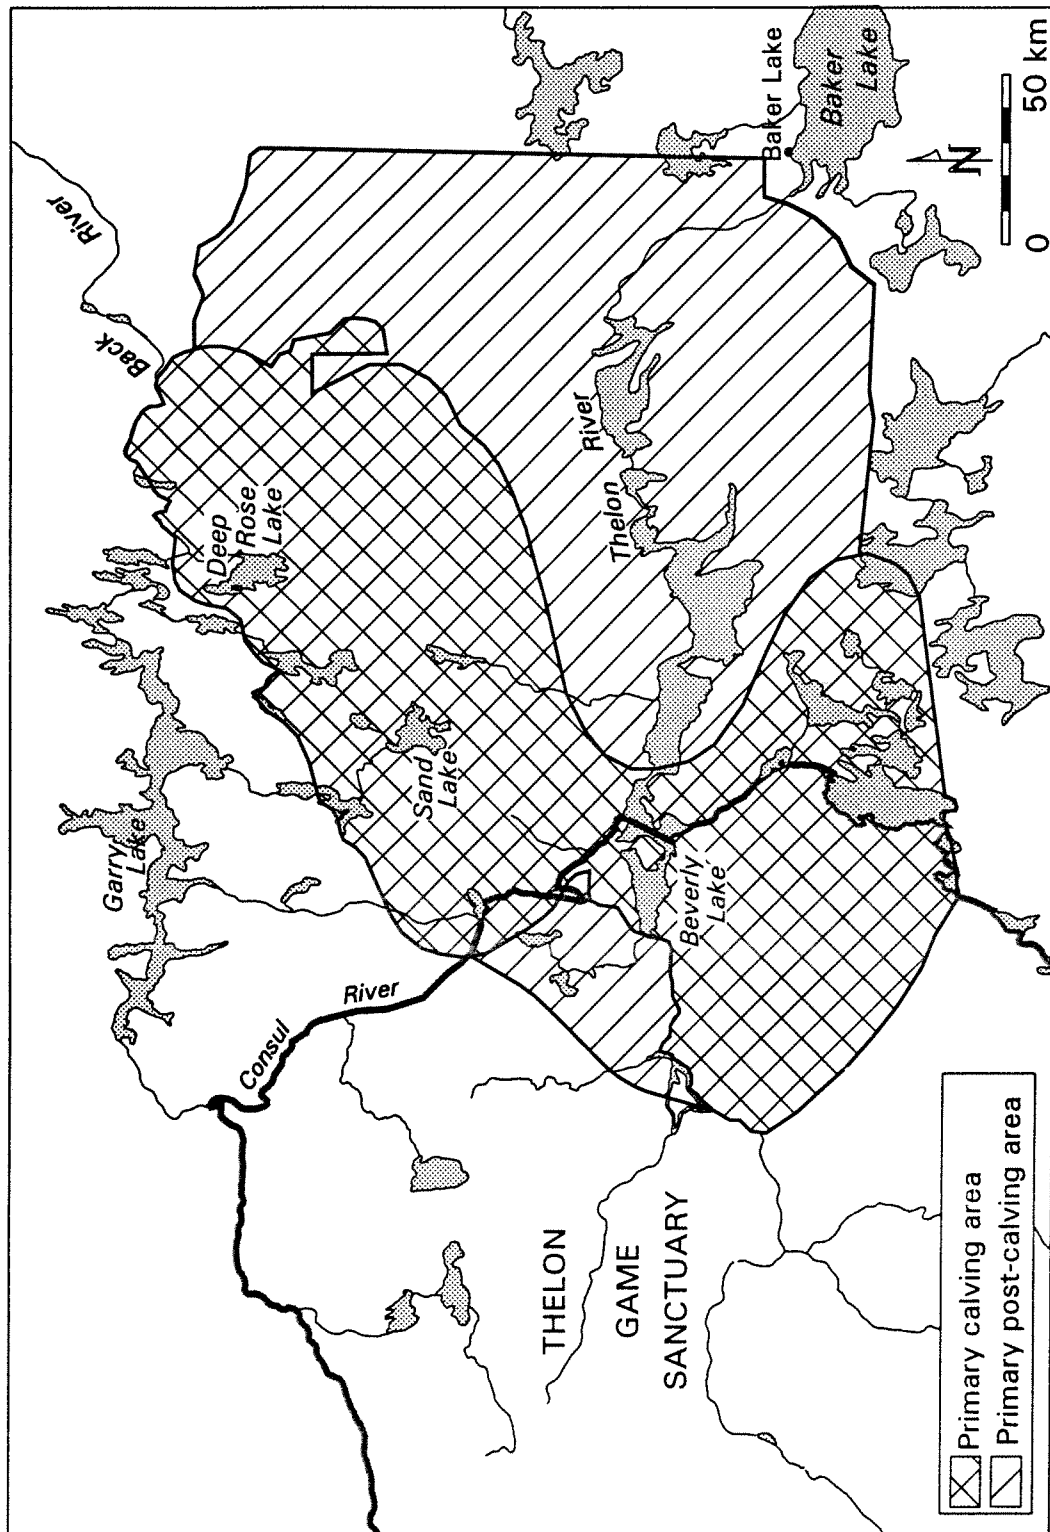 Back
River
Garry
Lake
Deep
Rose
Lake
Consul
River
Sand
Lake
Thelon
River
Beverly
Lake
Baker Lake
Baker
Lake
THELON
GAME
SANCTUARY
N
0
50 km
Primary calving area
Primary post-calving area